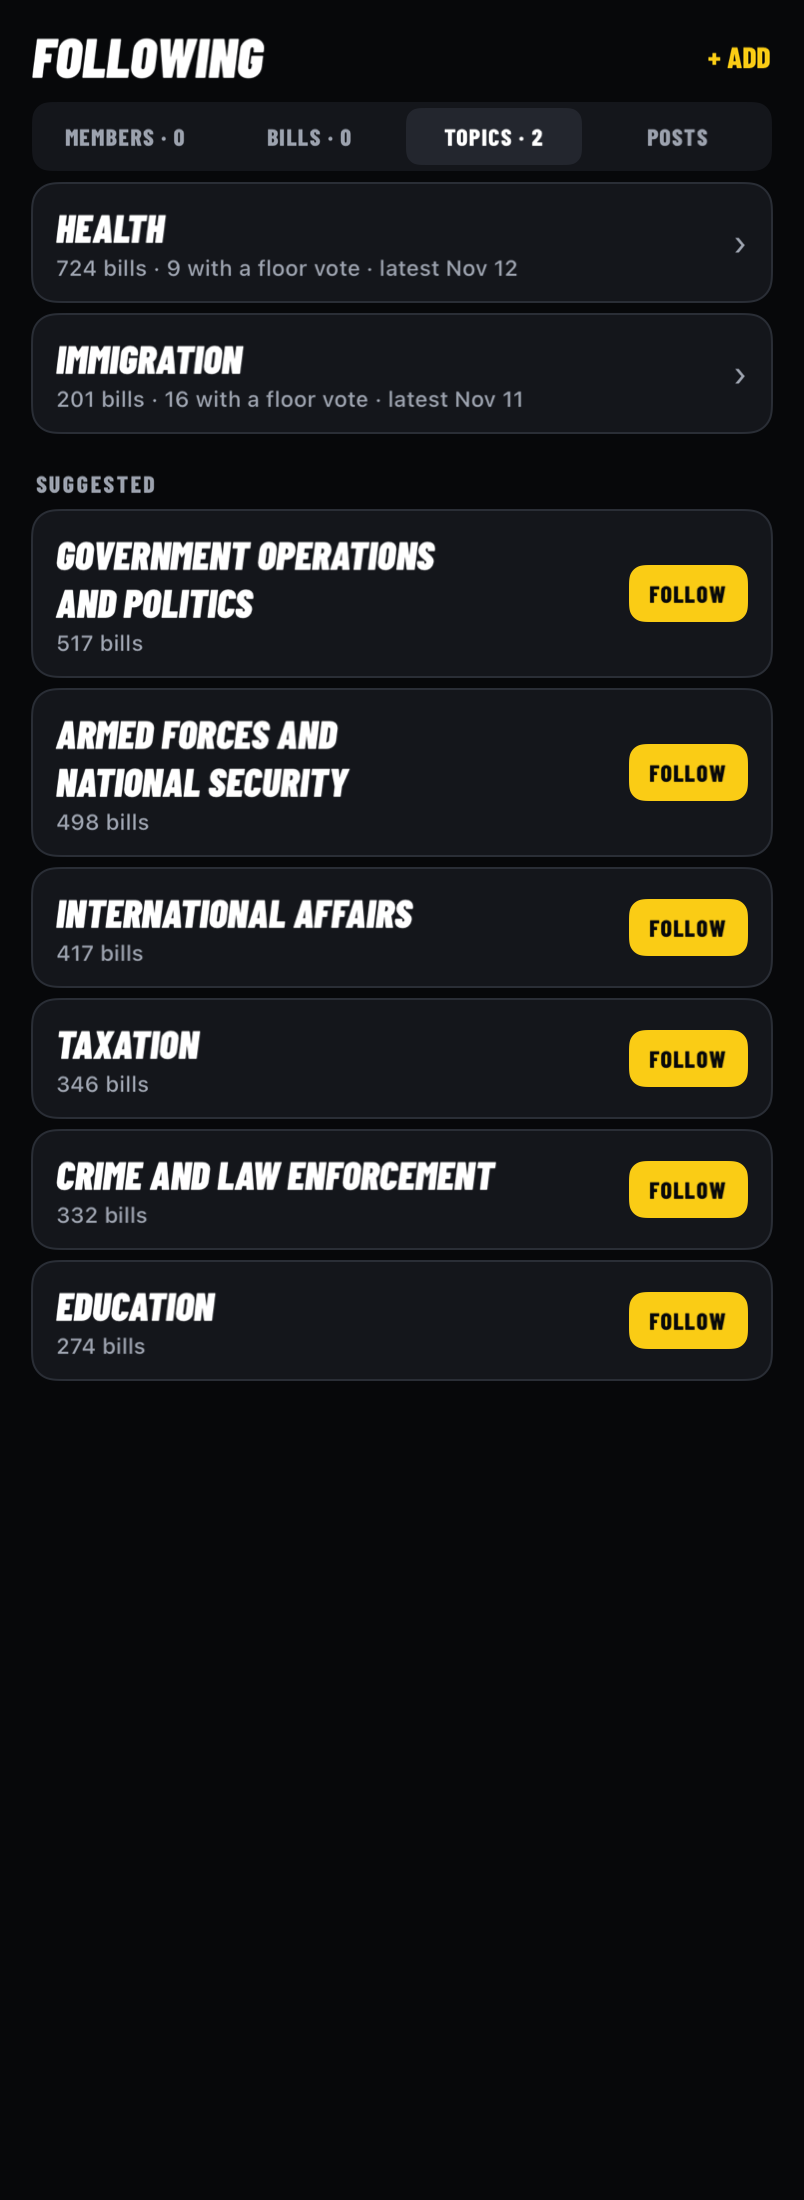 FOLLOWING
+ ADD
MEMBERS · 0
BILLS · 0
TOPICS · 2
POSTS
HEALTH
724 bills · 9 with a floor vote · latest Nov 12
IMMIGRATION
201 bills · 16 with a floor vote · latest Nov 11
SUGGESTED
GOVERNMENT OPERATIONS
AND POLITICS
517 bills
FOLLOW
ARMED FORCES AND
NATIONAL SECURITY
498 bills
FOLLOW
INTERNATIONAL AFFAIRS
417 bills
FOLLOW
TAXATION
346 bills
FOLLOW
CRIME AND LAW ENFORCEMENT
332 bills
FOLLOW
EDUCATION
274 bills
FOLLOW